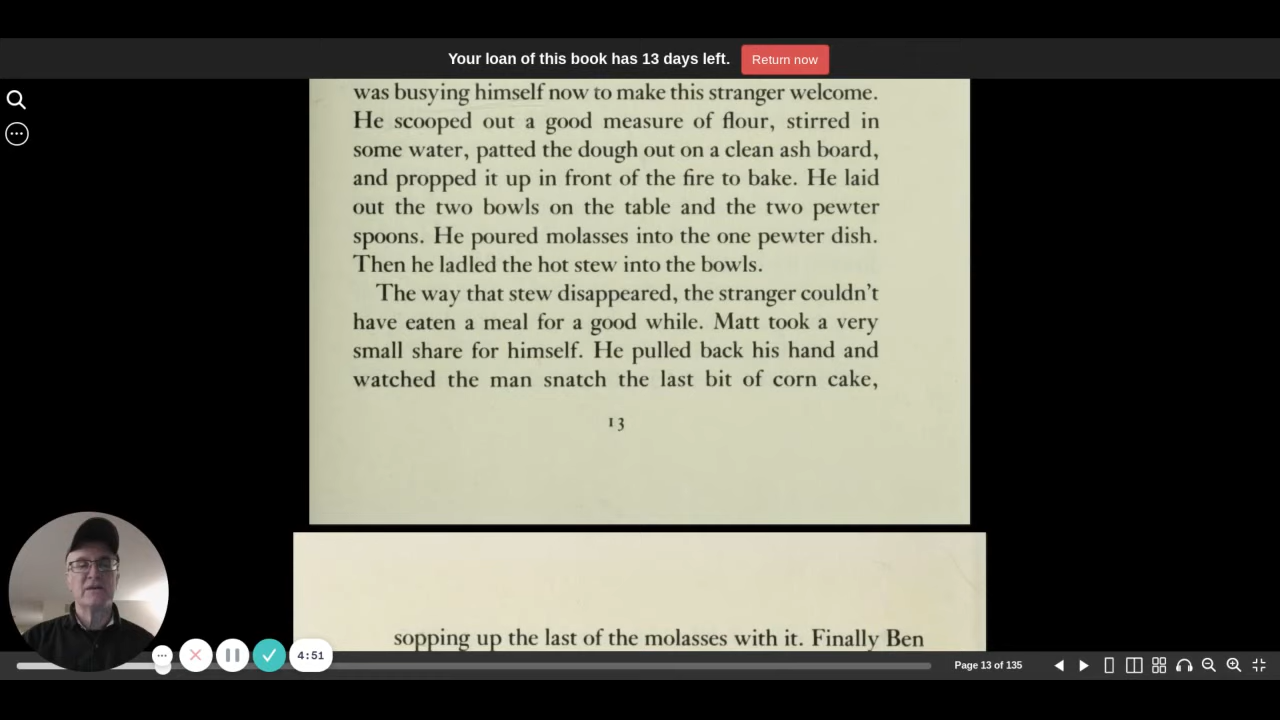 Your loan of this book has 13 days left. Return now
was busying himself now to make this stranger welcome.
He scooped out a good measure of flour, stirred in
some water, patted the dough out on a clean ash board,
and propped it up in front of the fire to bake. He laid
out the two bowls on the table and the two pewter
spoons. He poured molasses into the one pewter dish.
Then he ladled the hot stew into the bowls.
The way that stew disappeared, the stranger couldn't
have eaten a meal for a good while. Matt took a very
small share for himself. He pulled back his hand and
watched the man snatch the last bit of corn cake,
13
sopping up the last of the molasses with it. Finally Ben
4:51
Page 13 of 135